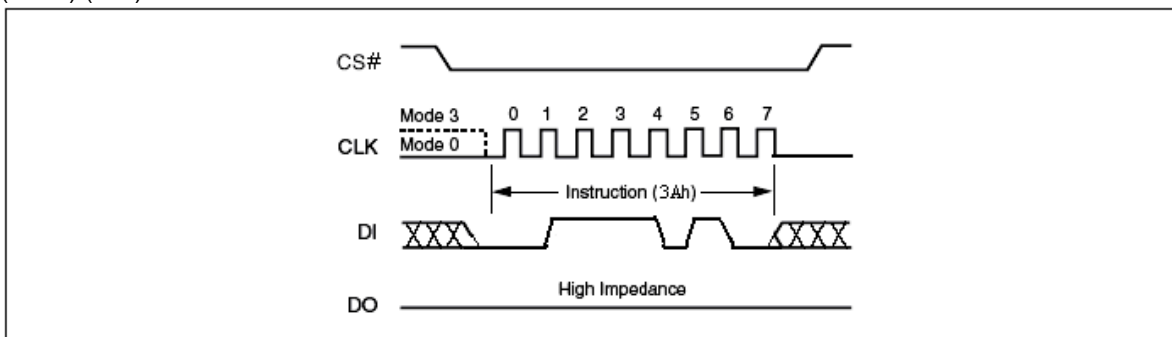 CS#
Mode 3 0 1 2 3 4 5 6 7
CLK Mode 0
Instruction (3Ah)
DI
High Impedance
DO